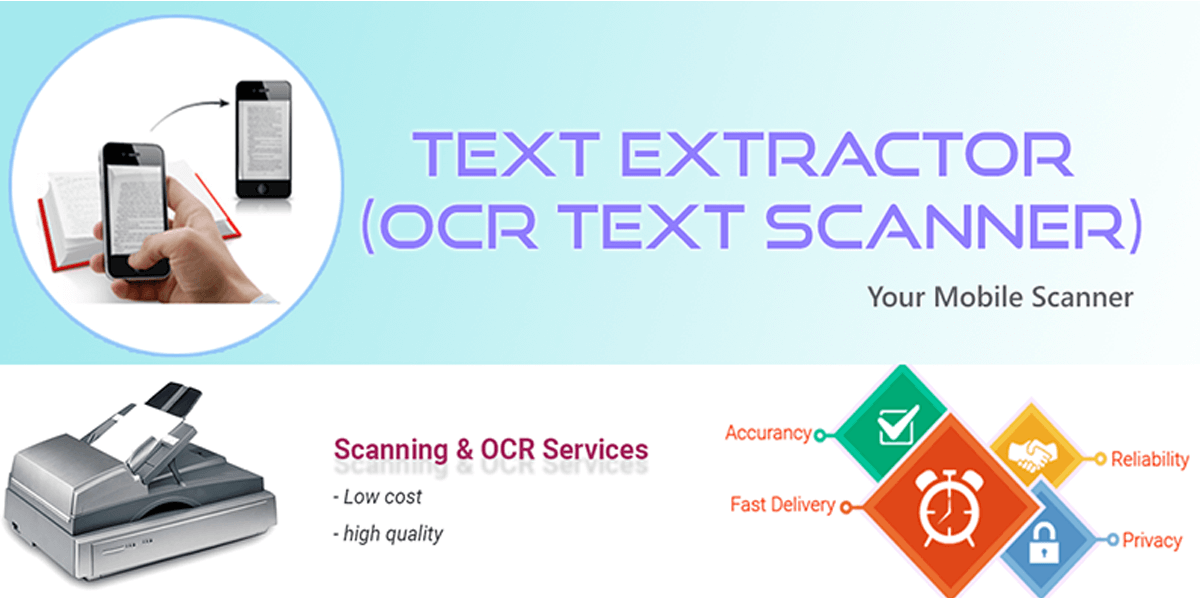 TEXT EXTRACTOR
(OCR TEXT SCANNER)
Your Mobile Scanner
Scanning & OCR Services
- Low cost
- high quality
Accurancy
Fast Delivery
Reliability
Privacy